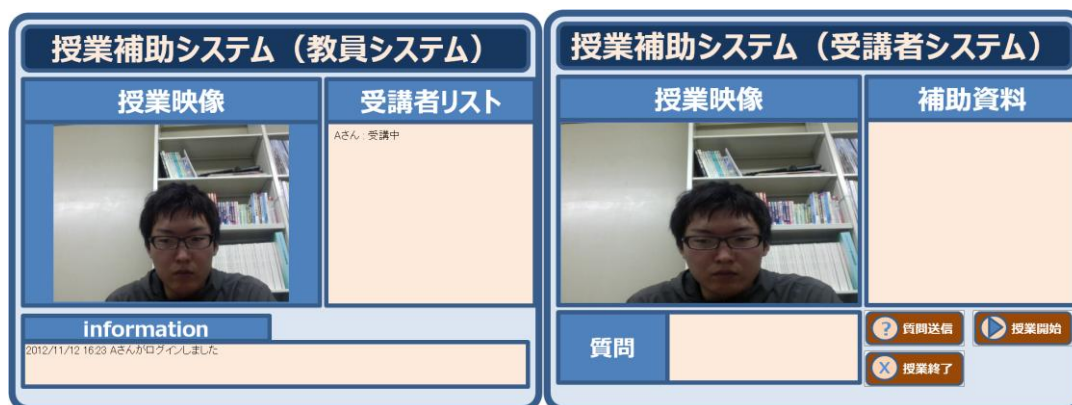 授業補助システム（教員システム）
授業映像
受講者リスト
Aさん：受講中
information
2012/11/12 16:23 Aさんがログインしました
授業補助システム（受講者システム）
授業映像
補助資料
質問
? 質問送信
授業開始
X 授業終了